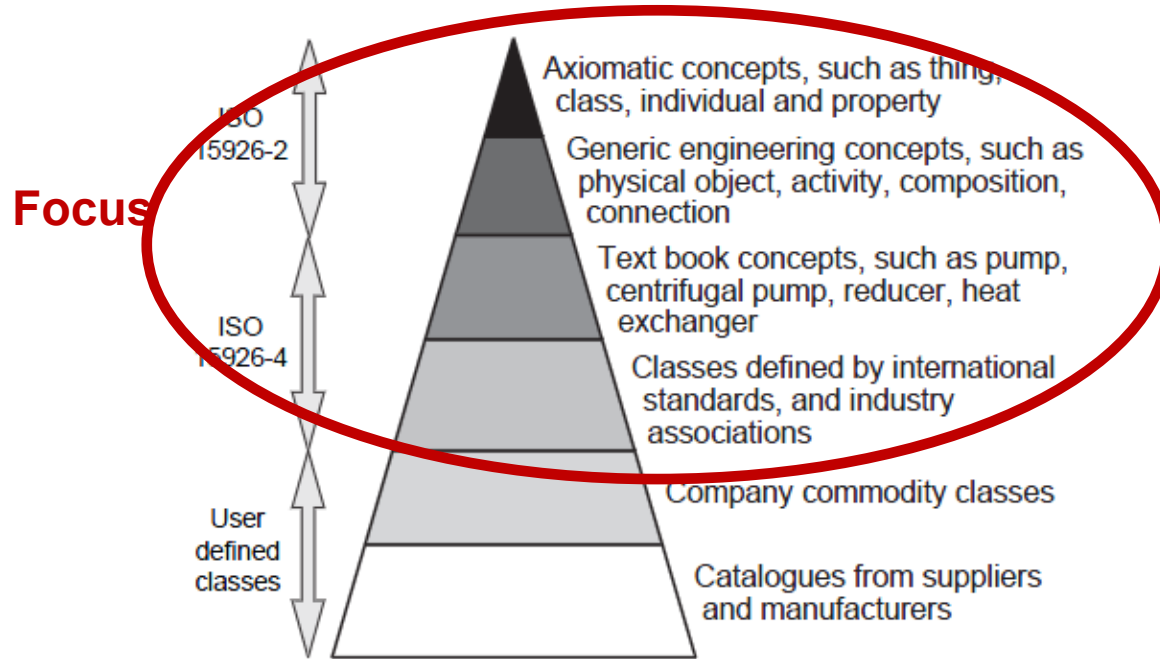 Axiomatic concepts, such as thing,
class, individual and property
ISO
15926-2
Generic engineering concepts, such as
physical object, activity, composition,
connection
Focus
Text book concepts, such as pump,
centrifugal pump, reducer, heat
exchanger
ISO
15926-4
Classes defined by international
standards, and industry
associations
Company commodity classes
User
defined
classes
Catalogues from suppliers
and manufacturers